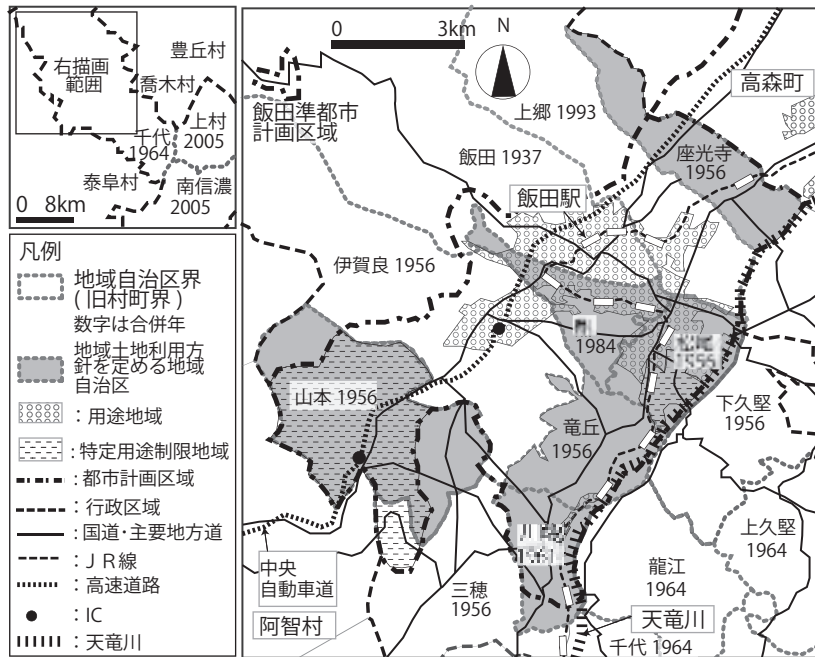 豊丘村
右描画
範囲
喬木村
上村
2005
千代
1964
泰阜村
南信濃
2005
0 8km
凡例
地域自治区界
( 旧村町界 )
数字は合併年
地域土地利用方
針を定める地域
自治区
：用途地域
：特定用途制限地域
：都市計画区域
：行政区域
：国道・主要地方道
：ＪＲ線
：高速道路
：IC
：天竜川
0 3km
N
飯田準都市
計画区域
上郷 1993
高森町
飯田 1937
座光寺
1956
飯田駅
伊賀良 1956
1984
山本 1956
竜丘
1956
下久堅
1956
上久堅
1964
中央
自動車道
阿智村
三穂
1956
龍江
1964
天竜川
千代 1964